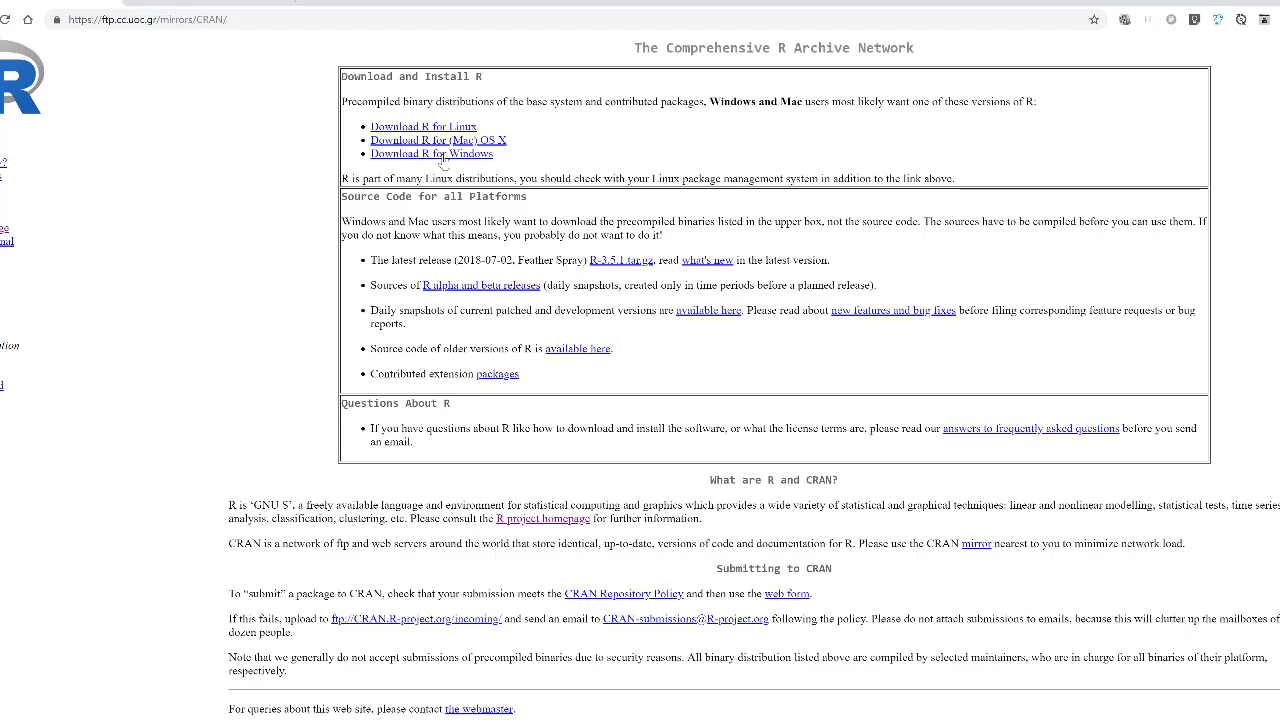 https://ftp.cc.uoc.gr/mirrors/CRAN/
The Comprehensive R Archive Network
R
Download and Install R
Precompiled binary distributions of the base system and contributed packages, Windows and Mac users most likely want one of these versions of R:
• Download R for Linux
• Download R for (Mac) OS X
• Download R for Windows
R is part of many Linux distributions, you should check with your Linux package management system in addition to the link above.
y?
s
ge
nal
ution
d
Source Code for all Platforms
Windows and Mac users most likely want to download the precompiled binaries listed in the upper box, not the source code. The sources have to be compiled before you can use them. If
you do not know what this means, you probably do not want to do it!
• The latest release (2018-07-02, Feather Spray) R-3.5.1.tar.gz, read what's new in the latest version.
• Sources of R alpha and beta releases (daily snapshots, created only in time periods before a planned release).
• Daily snapshots of current patched and development versions are available here. Please read about new features and bug fixes before filing corresponding feature requests or bug
reports.
• Source code of older versions of R is available here.
• Contributed extension packages
Questions About R
• If you have questions about R like how to download and install the software, or what the license terms are, please read our answers to frequently asked questions before you send
an email.
What are R and CRAN?
R is ‘GNU S’, a freely available language and environment for statistical computing and graphics which provides a wide variety of statistical and graphical techniques: linear and nonlinear modelling, statistical tests, time series
analysis, classification, clustering, etc. Please consult the R project homepage for further information.
CRAN is a network of ftp and web servers around the world that store identical, up-to-date, versions of code and documentation for R. Please use the CRAN mirror nearest to you to minimize network load.
Submitting to CRAN
To “submit” a package to CRAN, check that your submission meets the CRAN Repository Policy and then use the web form.
If this fails, upload to ftp://CRAN.R-project.org/incoming/ and send an email to CRAN-submissions@R-project.org following the policy. Please do not attach submissions to emails, because this will clutter up the mailboxes of
dozen people.
Note that we generally do not accept submissions of precompiled binaries due to security reasons. All binary distribution listed above are compiled by selected maintainers, who are in charge for all binaries of their platform,
respectively.
For queries about this web site, please contact the webmaster.